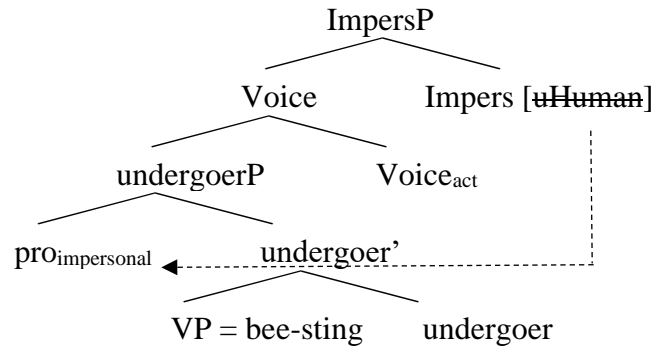 ImpersP
Voice Impers [uHuman]
undergoerP Voiceact
proimpersonal undergoer’
VP = bee-sting undergoer